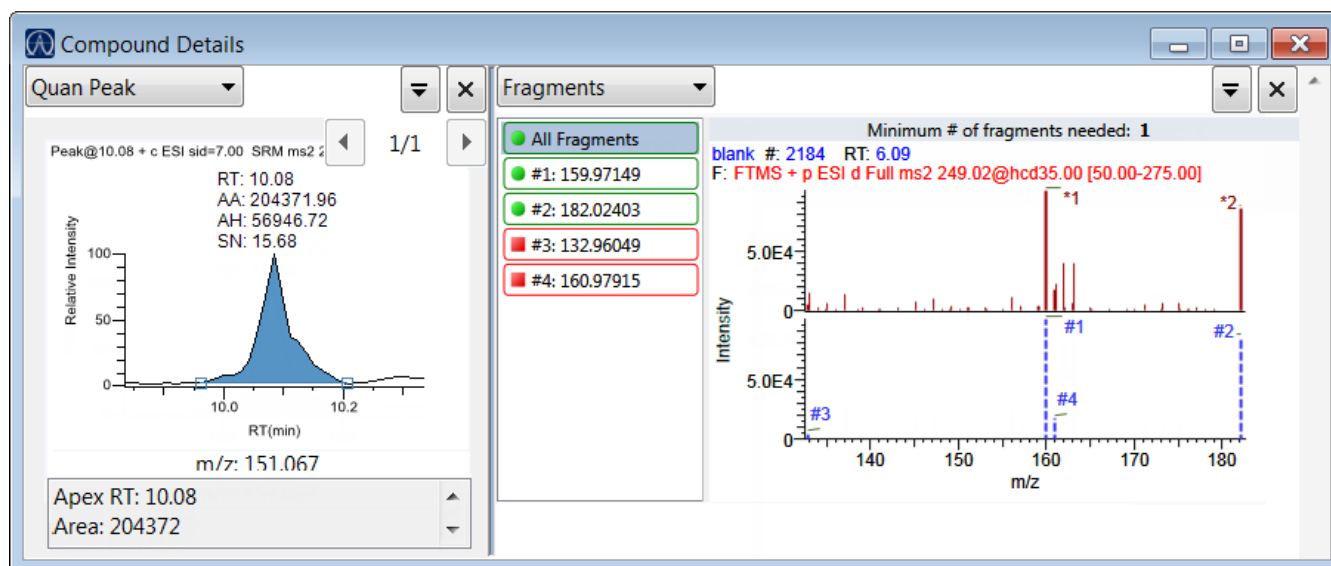 Compound Details
Quan Peak
1/1
Peak@10.08 + c ESI sid=7.00 SRM ms2
RT: 10.08
AA: 204371.96
AH: 56946.72
SN: 15.68
Relative Intensity
100
50
0
10.0 10.2
RT(min)
m/z: 151.067
Apex RT: 10.08
Area: 204372
Fragments
All Fragments
#1: 159.97149
#2: 182.02403
#3: 132.96049
#4: 160.97915
Minimum # of fragments needed: 1
blank #: 2184 RT: 6.09
F: FTMS + p ESI d Full ms2 249.02@hcd35.00 [50.00-275.00]
*1 *2
5.0E4
0
Intensity
#1 #2
5.0E4
#4
#3
0
140 150 160 170 180
m/z